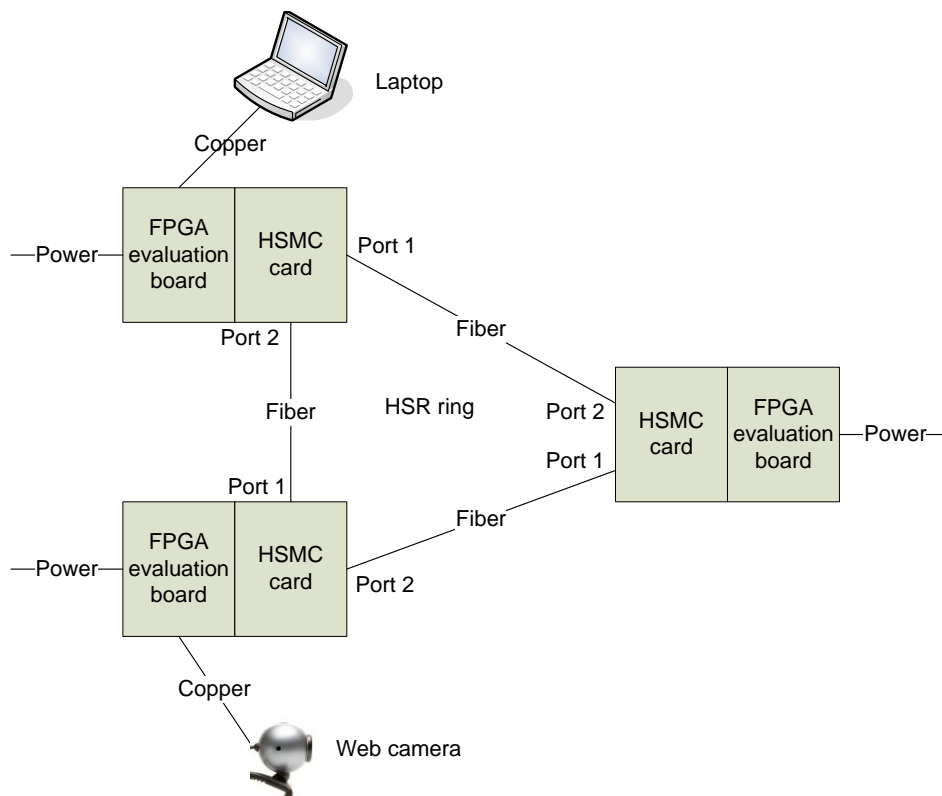 Laptop
Copper
FPGA
evaluation
board
HSMC
card
Port 1
Power
Port 2
Fiber
Fiber
HSR ring
Port 2
HSMC
card
FPGA
evaluation
board
Power
Port 1
Port 1
Fiber
FPGA
evaluation
board
HSMC
card
Power
Port 2
Copper
Web camera